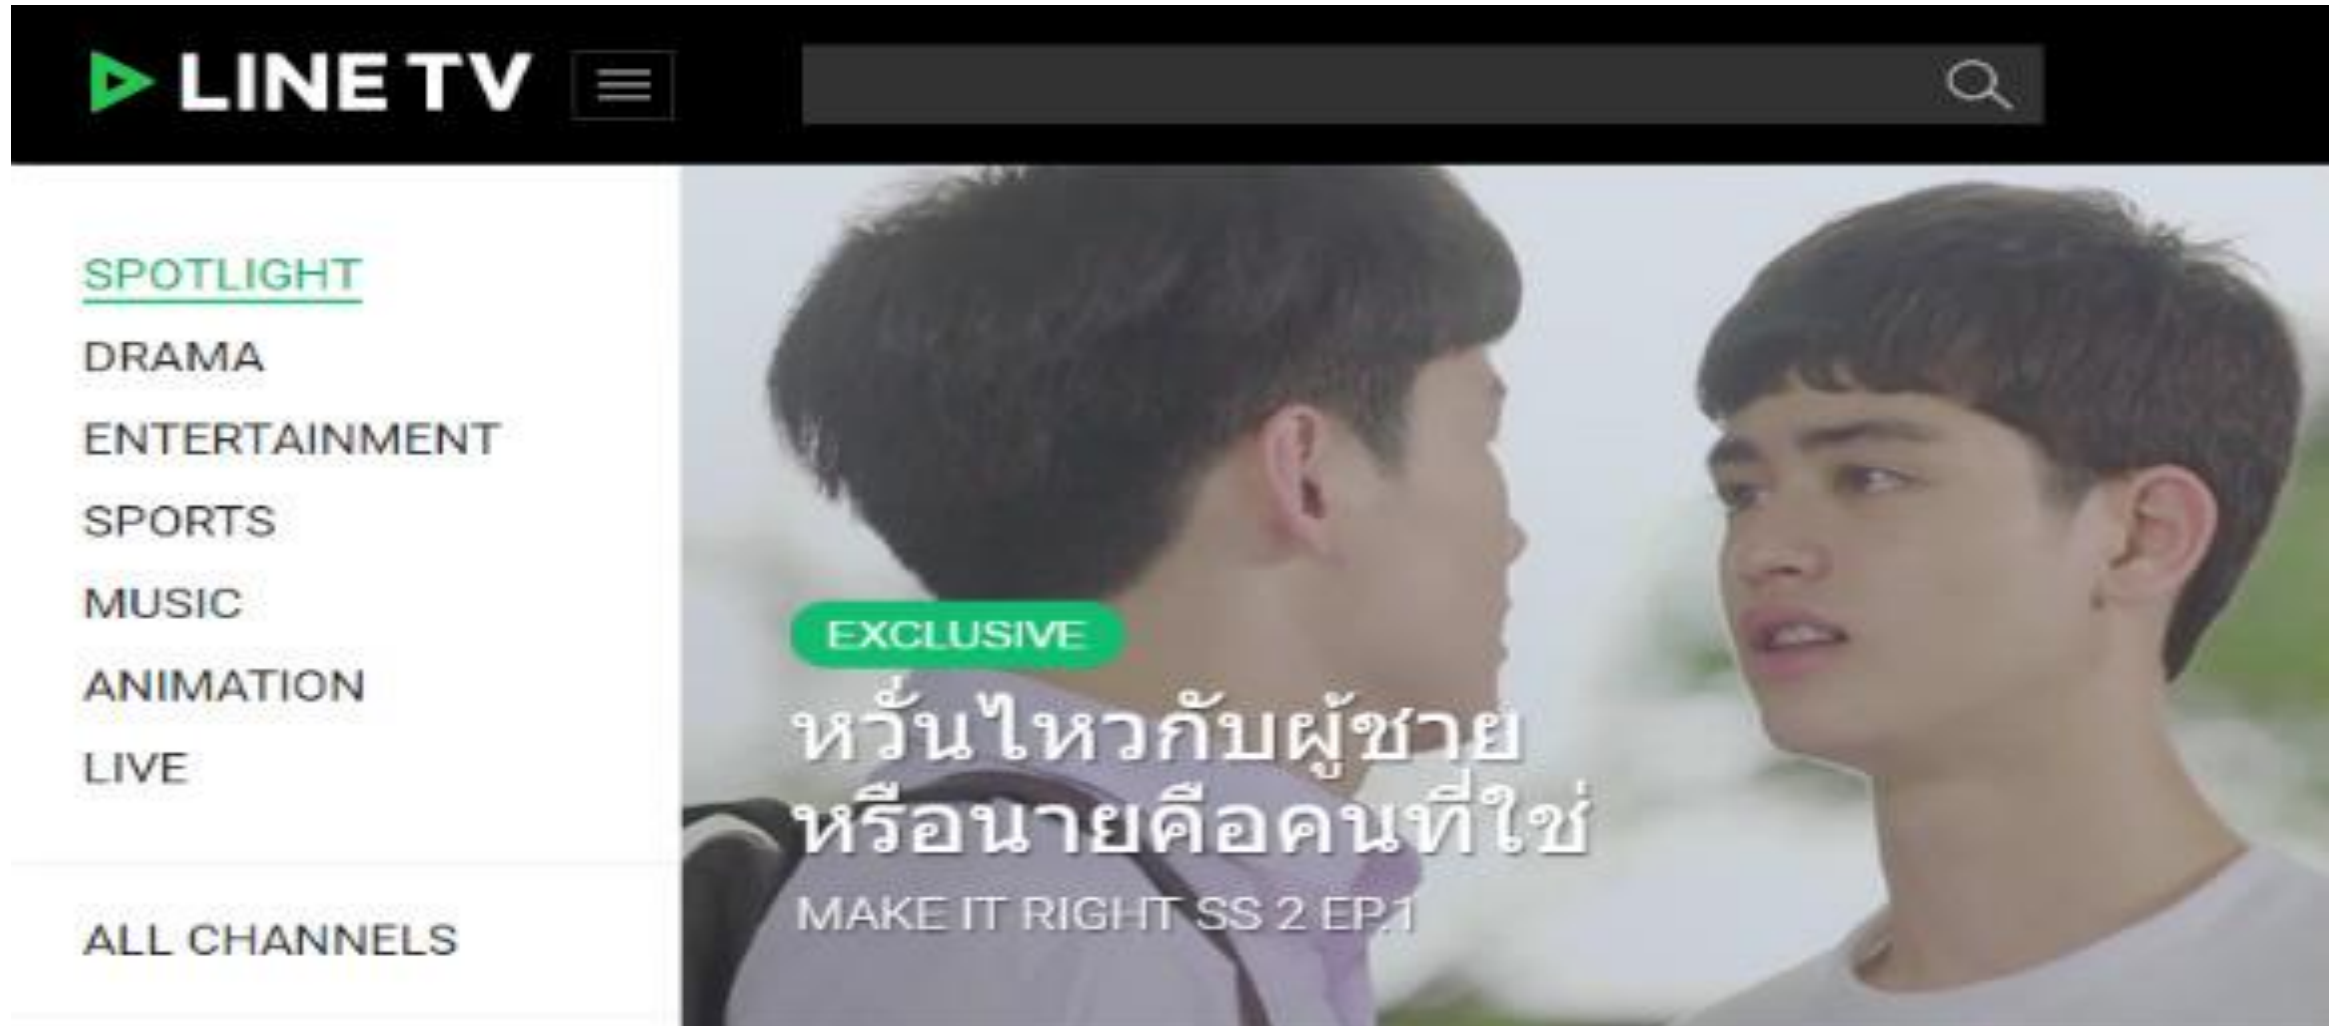 LINE TV
SPOTLIGHT
DRAMA
ENTERTAINMENT
SPORTS
MUSIC
ANIMATION
LIVE
ALL CHANNELS
EXCLUSIVE
หวั่นไหวกับผู้ชาย
หรือนายคือคนที่ใช่
MAKE IT RIGHT SS 2 EP.1